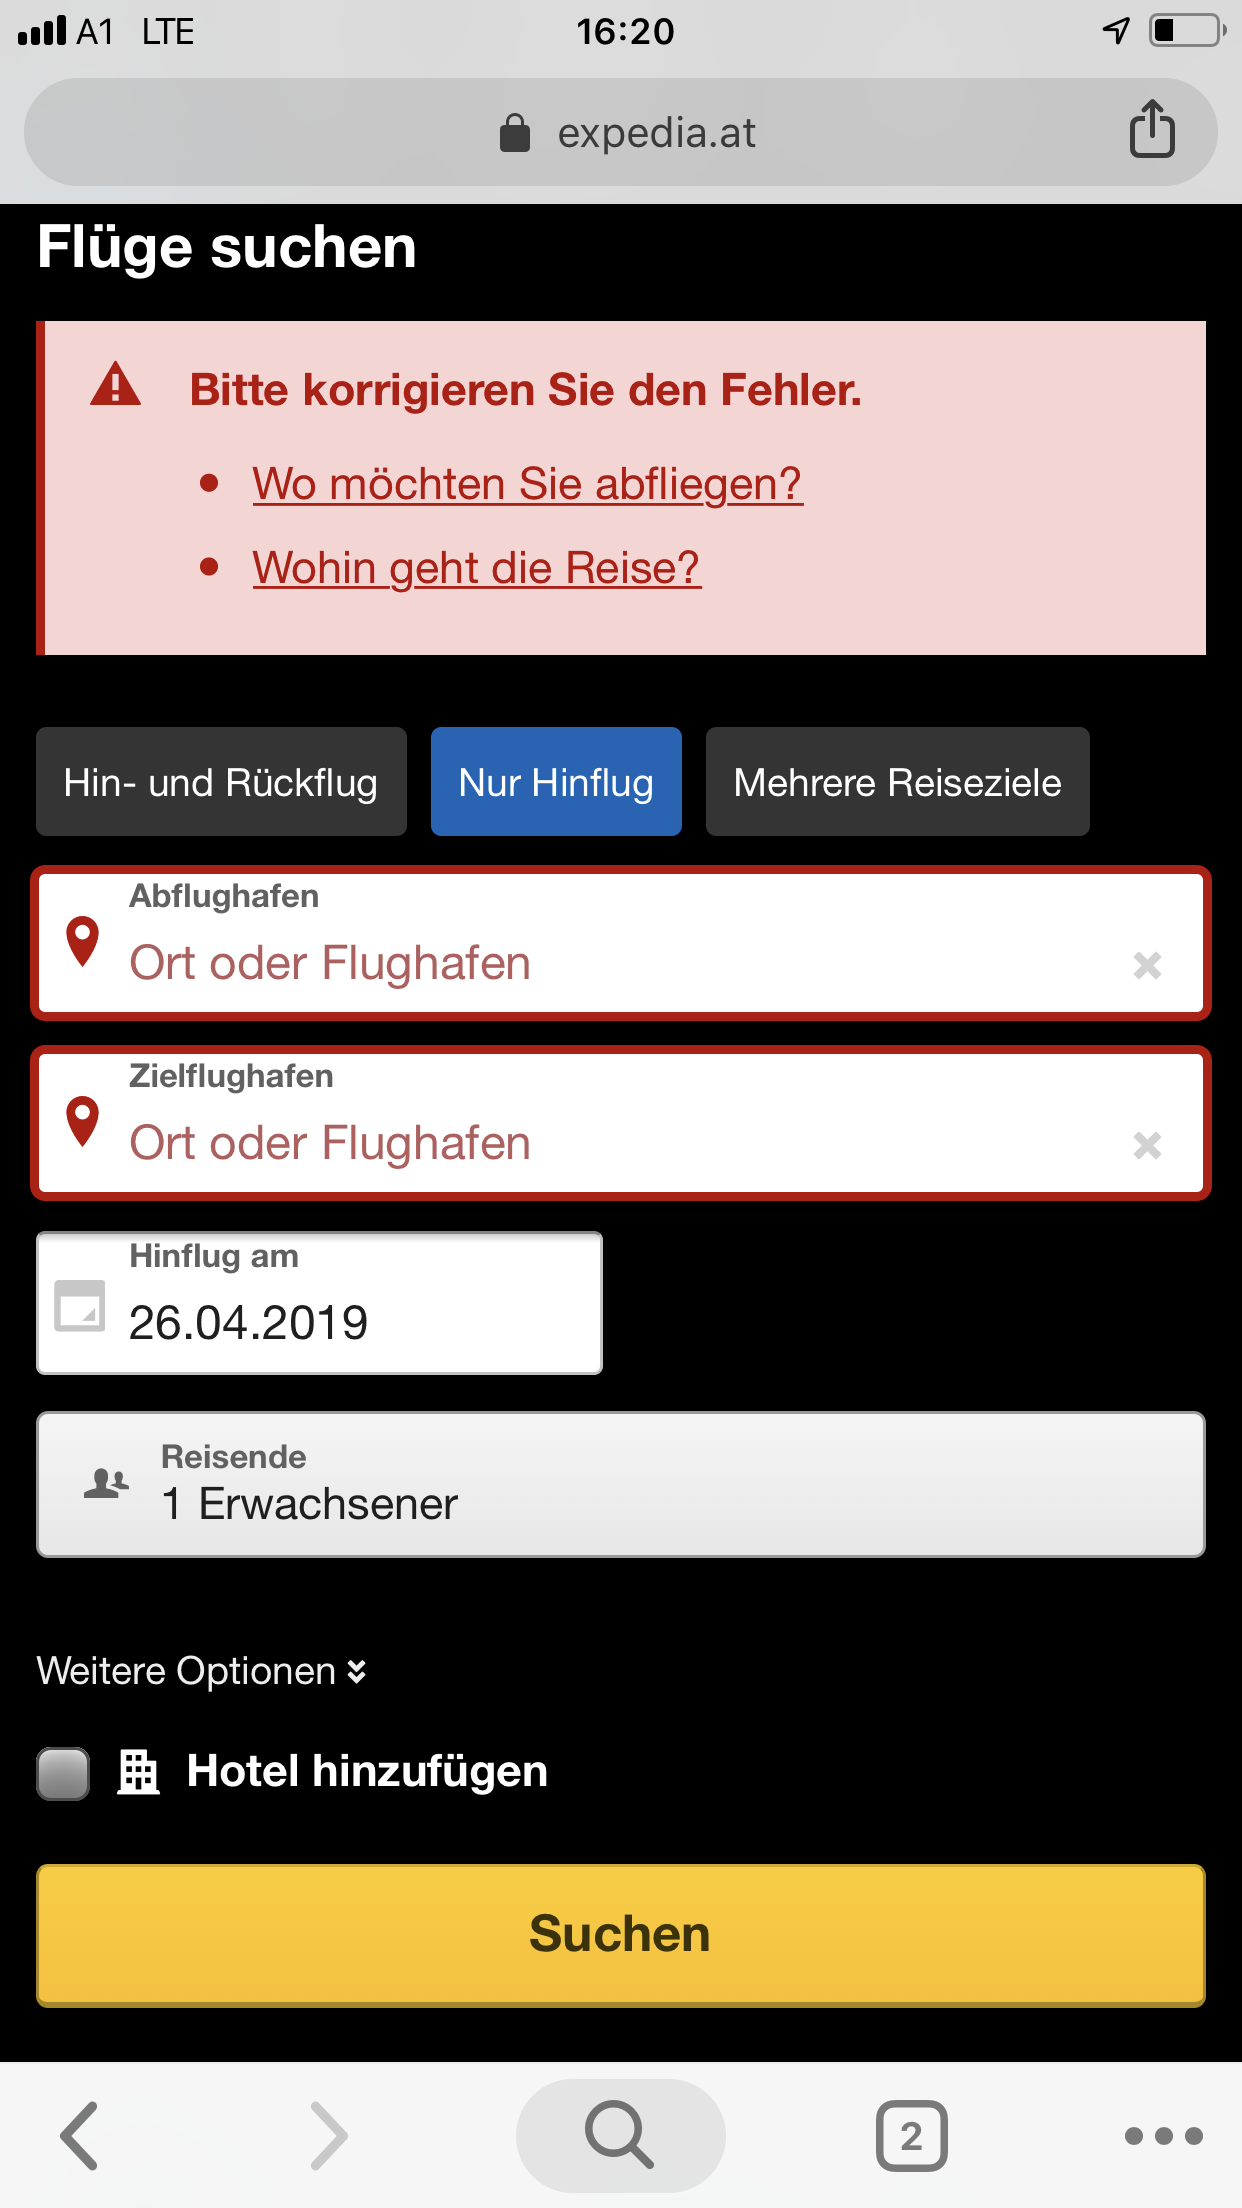 A1 LTE 16:20
expedia.at
Flüge suchen
Bitte korrigieren Sie den Fehler.
Wo möchten Sie abfliegen?
Wohin geht die Reise?
Hin- und Rückflug Nur Hinflug Mehrere Reiseziele
Abflughafen
Ort oder Flughafen
Zielflughafen
Ort oder Flughafen
Hinflug am
26.04.2019
Reisende
1 Erwachsener
Weitere Optionen
Hotel hinzufügen
Suchen
2